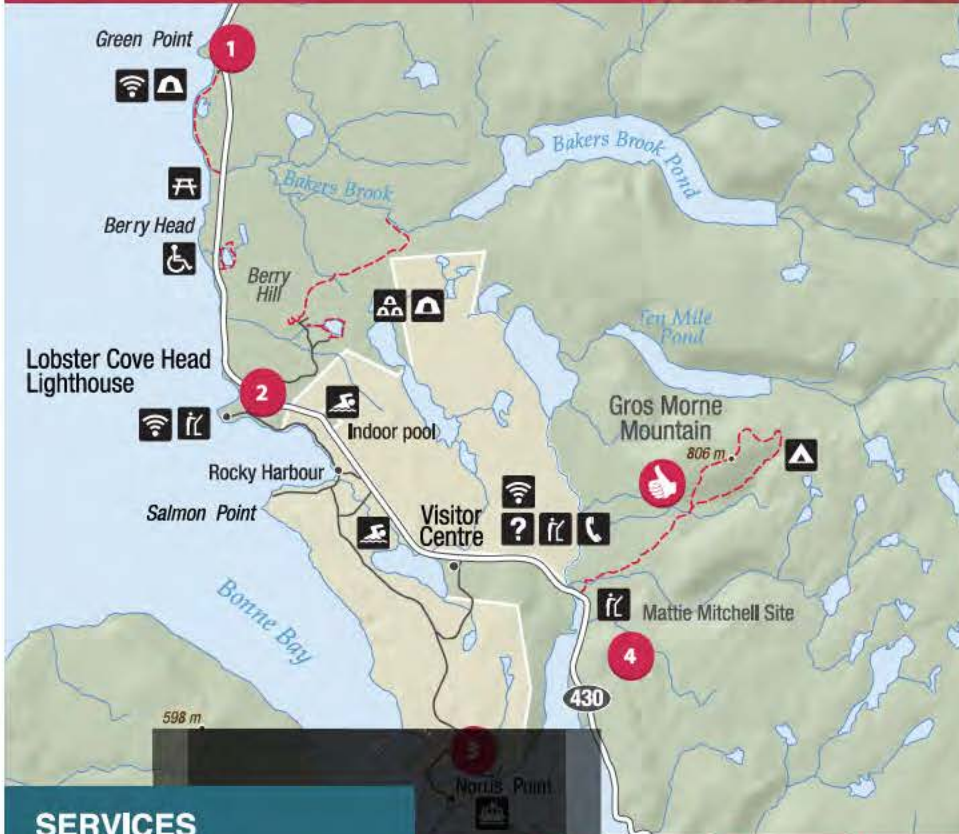 Green Point
1
Bakers Brook Pond
Bakers Brook
Berry Head
Berry
Hill
Ten Mile
Pond
Lobster Cove Head
Lighthouse
2
Gros Morne
Mountain
806 m
Indoor pool
Rocky Harbour
Salmon Point
Visitor
Centre
?
Mattie Mitchell Site
Bonne Bay
4
430
598 m
3
Norris Point
SERVICES